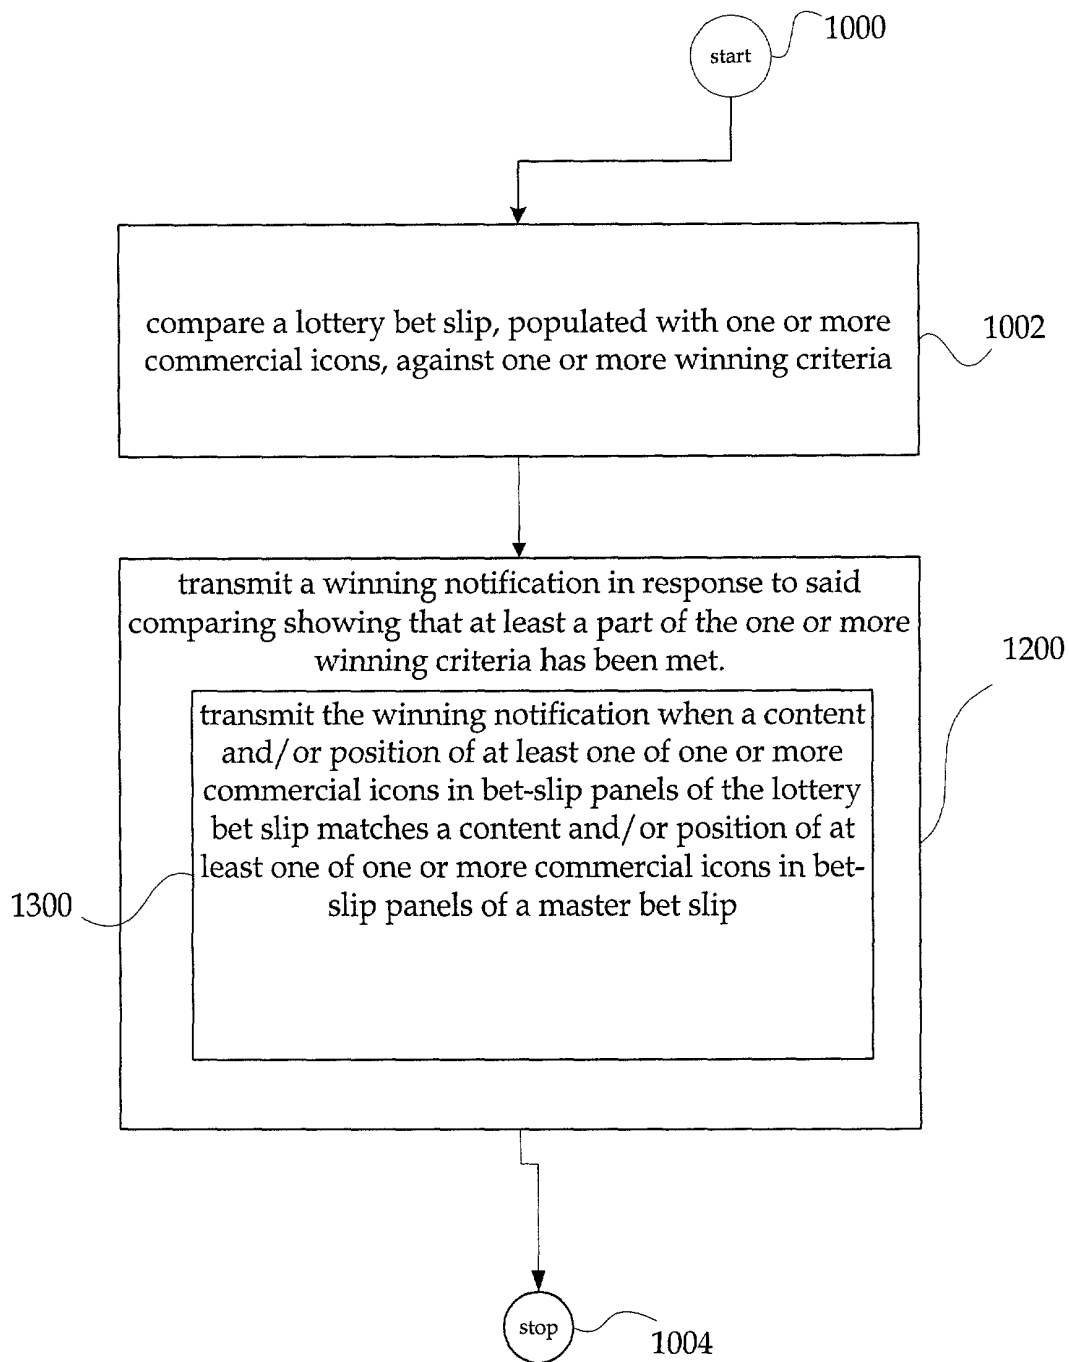 1000
start
compare a lottery bet slip, populated with one or more
commercial icons, against one or more winning criteria
1002
transmit a winning notification in response to said
comparing showing that at least a part of the one or more
winning criteria has been met.
1200
transmit the winning notification when a content
and/or position of at least one of one or more
commercial icons in bet-slip panels of the lottery
bet slip matches a content and/or position of at
least one of one or more commercial icons in bet-
slip panels of a master bet slip
1300
stop
1004